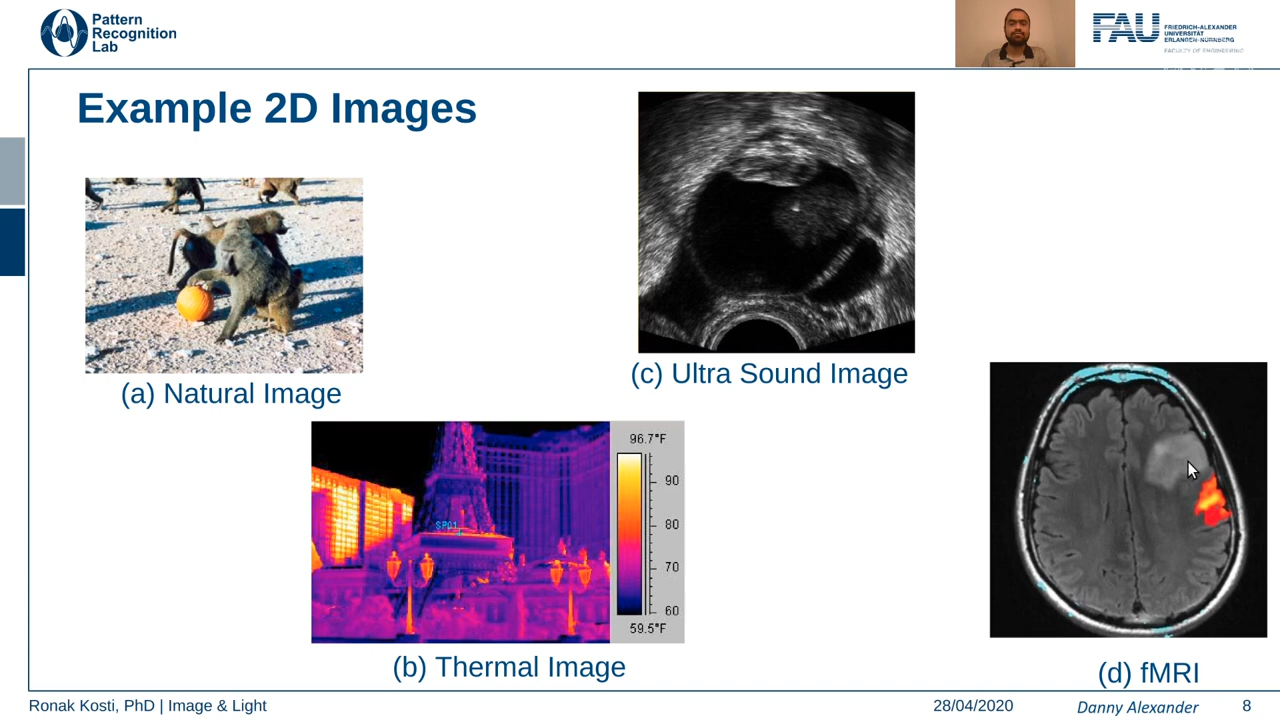 Pattern
Recognition
Lab
FAU
FRIEDRICH-ALEXANDER
UNIVERSITÄT
ERLANGEN-NÜRNBERG
FACULTY OF ENGINEERING
Example 2D Images
(a) Natural Image
(c) Ultra Sound Image
96.7°F
90
80
70
60
59.5°F
SP01
(b) Thermal Image
(d) fMRI
Ronak Kosti, PhD | Image & Light
28/04/2020
Danny Alexander
8